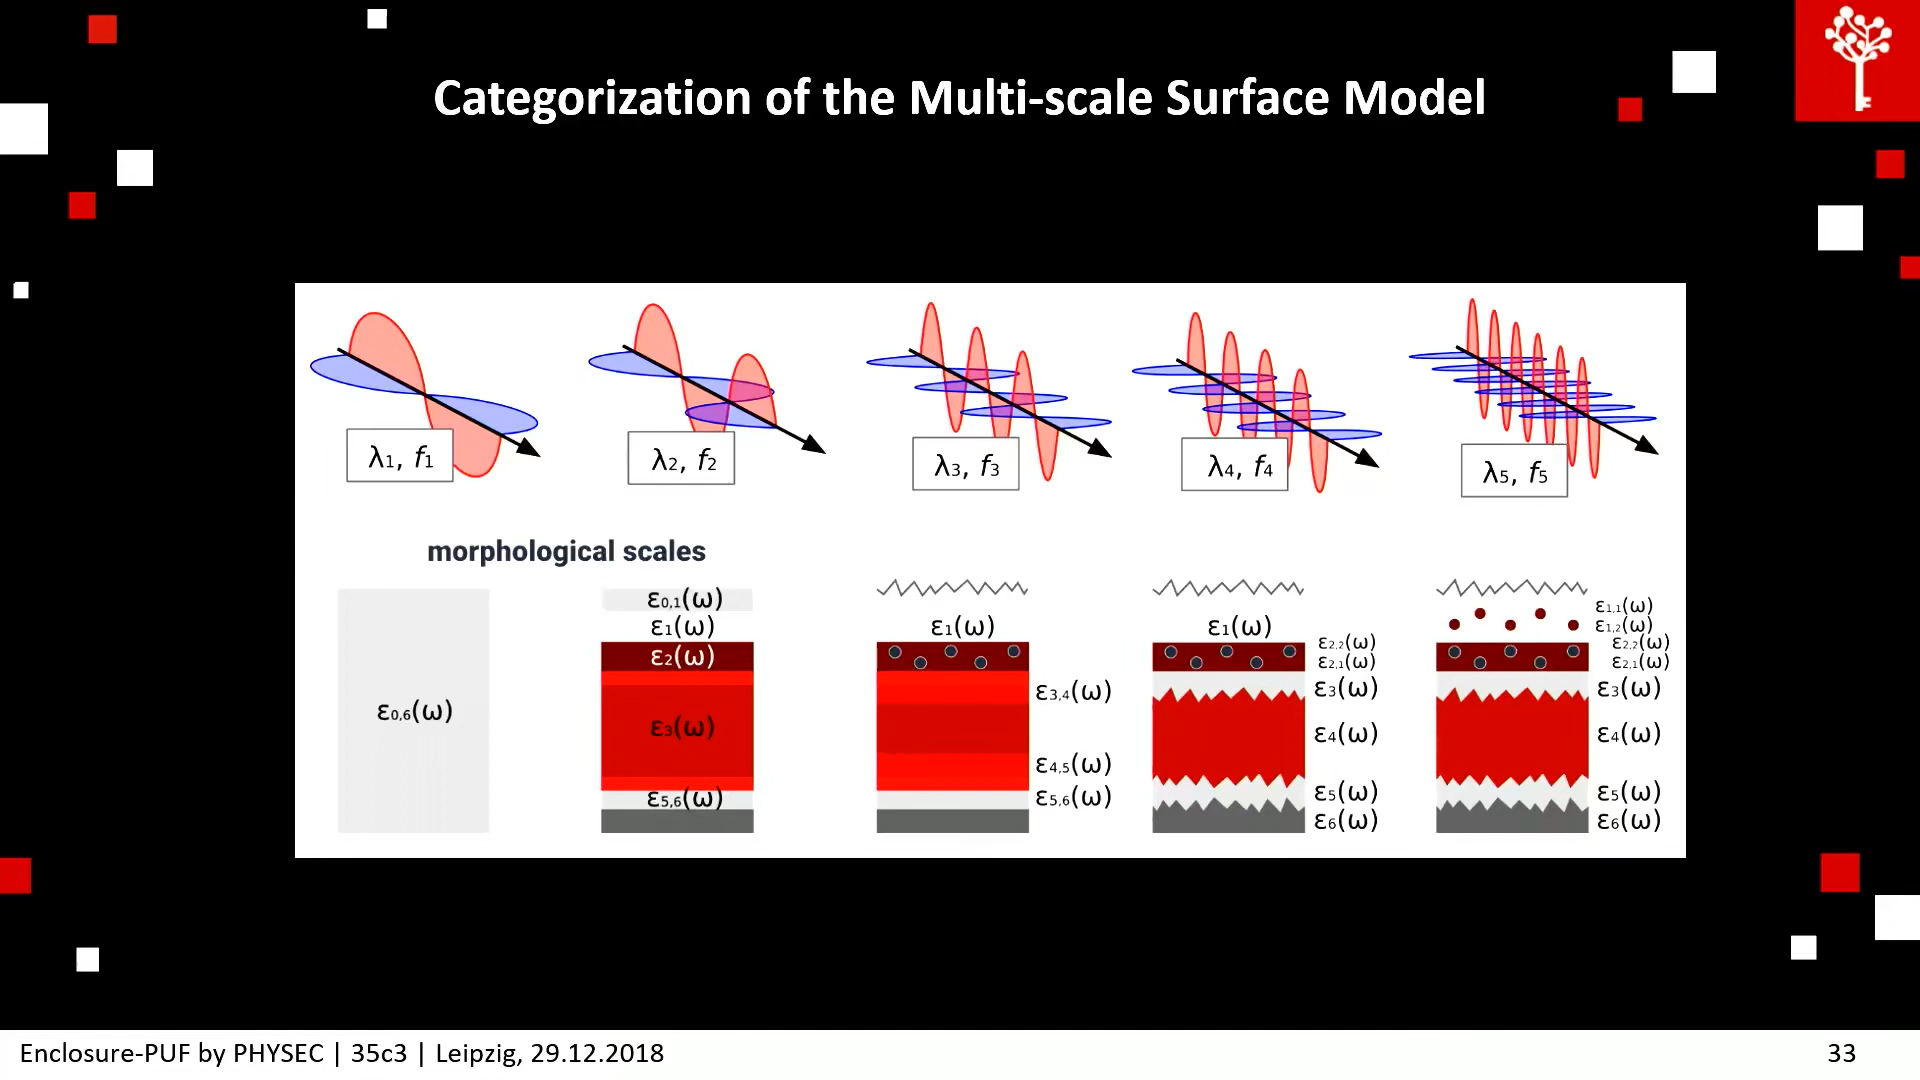 Categorization of the Multi-scale Surface Model
λ1, f1
λ2, f2
λ3, f3
λ4, f4
λ5, f5
morphological scales
ε0,6(ω)
ε0,1(ω)
ε1(ω)
ε2(ω)
ε3(ω)
ε5,6(ω)
ε1(ω)
ε3,4(ω)
ε4,5(ω)
ε5,6(ω)
ε1(ω)
ε2,2(ω)
ε2,1(ω)
ε3(ω)
ε4(ω)
ε5(ω)
ε6(ω)
ε1,1(ω)
ε1,2(ω)
ε2,2(ω)
ε2,1(ω)
ε3(ω)
ε4(ω)
ε5(ω)
ε6(ω)
Enclosure-PUF by PHYSEC | 35c3 | Leipzig, 29.12.2018
33